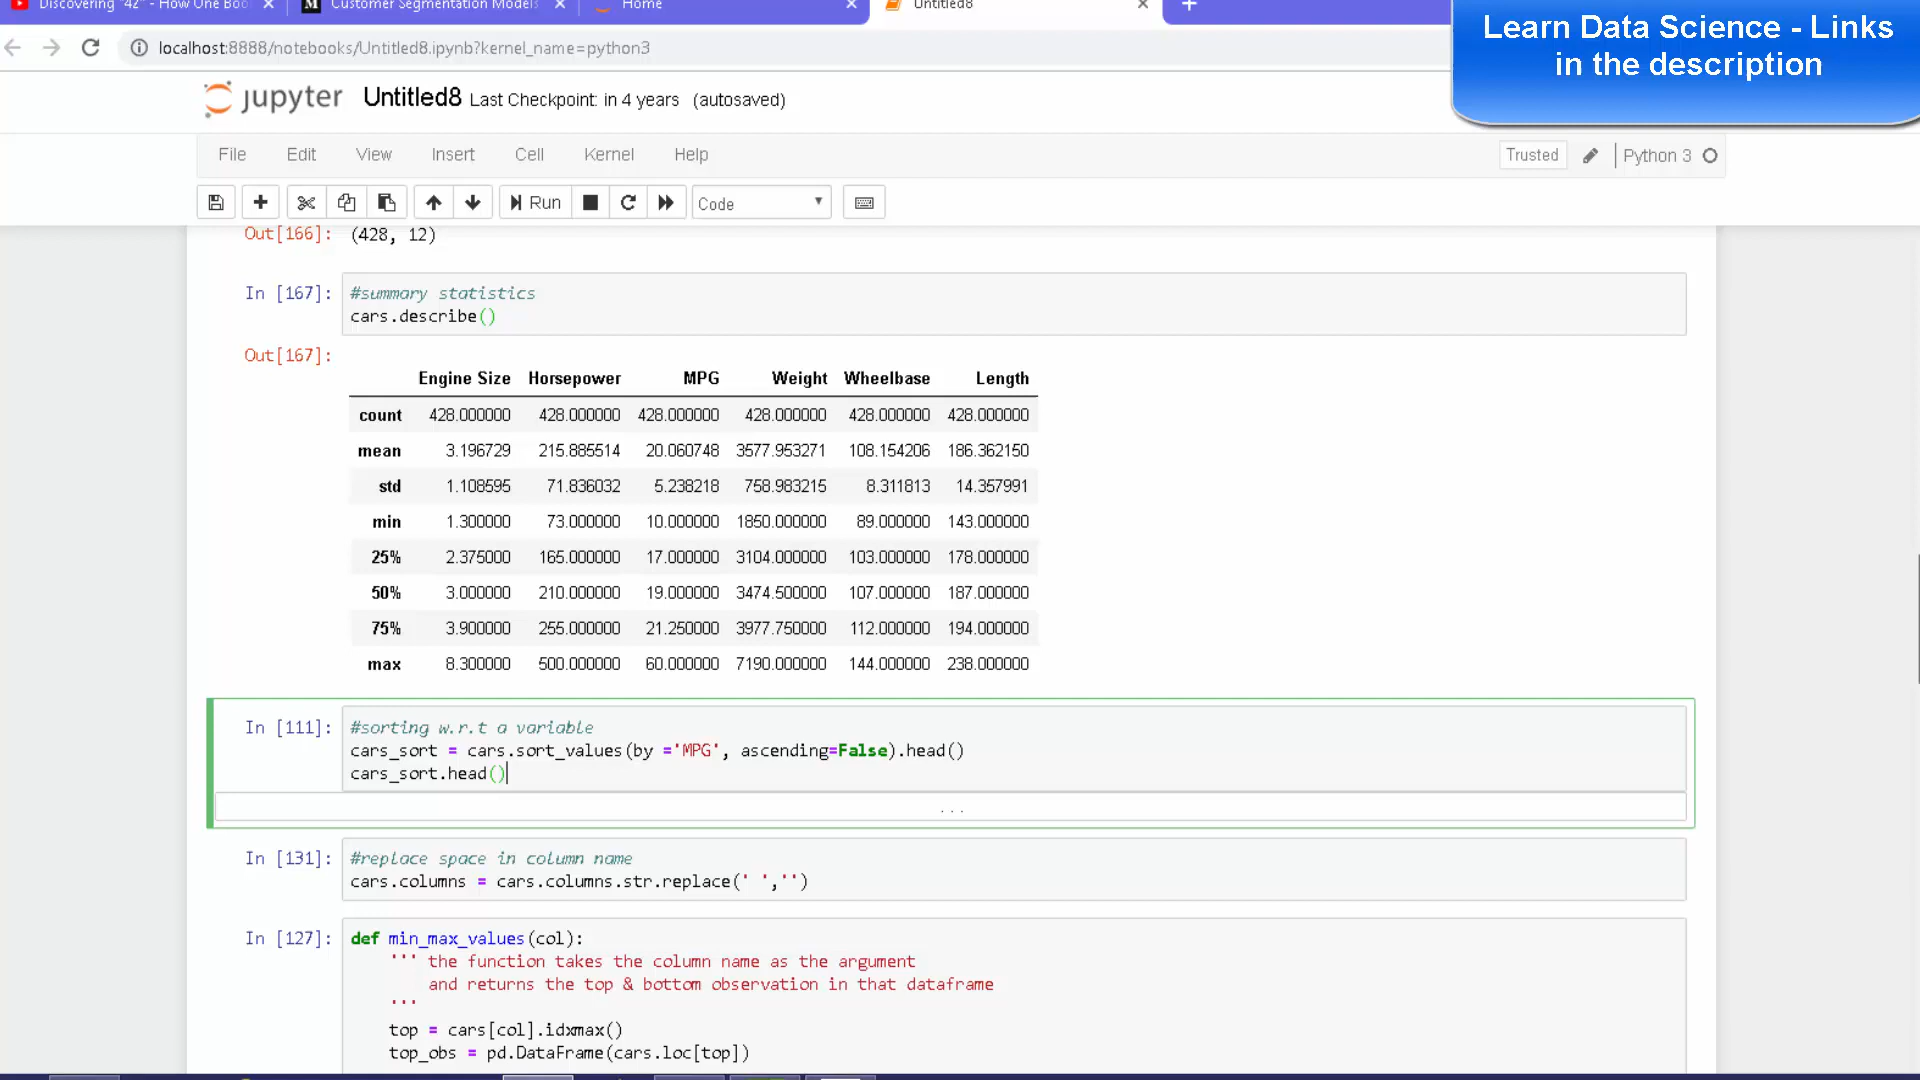 Discovering "42" - How One Boo
Customer Segmentation Models
Home
Untitled8
localhost:8888/notebooks/Untitled8.ipynb?kernel_name=python3
Learn Data Science - Links
in the description
jupyter Untitled8 Last Checkpoint: in 4 years (autosaved)
File Edit View Insert Cell Kernel Help
Trusted Python 3
Run Code
Out[166]: (428, 12)
In [167]: #summary statistics
cars.describe()
Out[167]:
Engine Size Horsepower MPG Weight Wheelbase Length
count 428.000000 428.000000 428.000000 428.000000 428.000000 428.000000
mean 3.196729 215.885514 20.060748 3577.953271 108.154206 186.362150
std 1.108595 71.836032 5.238218 758.983215 8.311813 14.357991
min 1.300000 73.000000 10.000000 1850.000000 89.000000 143.000000
25% 2.375000 165.000000 17.000000 3104.000000 103.000000 178.000000
50% 3.000000 210.000000 19.000000 3474.500000 107.000000 187.000000
75% 3.900000 255.000000 21.250000 3977.750000 112.000000 194.000000
max 8.300000 500.000000 60.000000 7190.000000 144.000000 238.000000
In [111]: #sorting w.r.t a variable
cars_sort = cars.sort_values(by ='MPG', ascending=False).head()
cars_sort.head()
...
In [131]: #replace space in column name
cars.columns = cars.columns.str.replace(' ','')
In [127]: def min_max_values(col):
''' the function takes the column name as the argument
and returns the top & bottom observation in that dataframe
'''
top = cars[col].idxmax()
top_obs = pd.DataFrame(cars.loc[top])